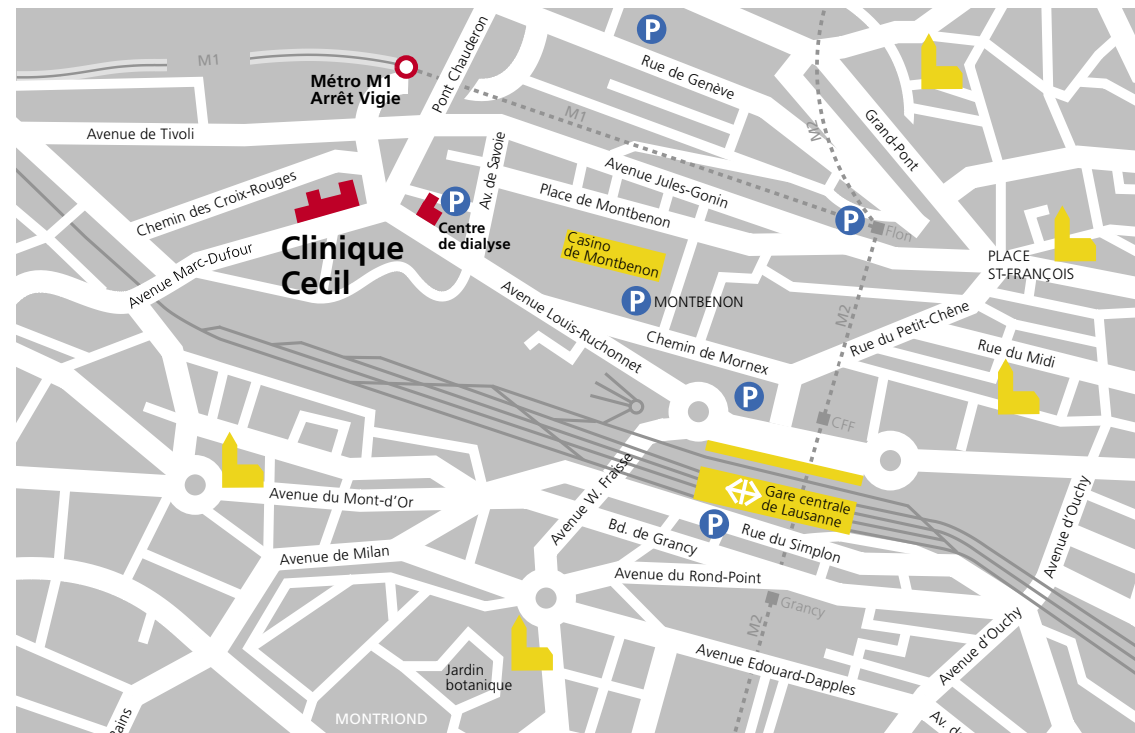 P
Rue de Genève
M1
Métro M1
Arrêt Vigie
Pont Chauderon
M1
M2
Grand-Pont
Avenue de Tivoli
Av. de Savoie
Avenue Jules-Gonin
Chemin des Croix-Rouges
Place de Montbenon
P
P
Flon
Centre
de dialyse
Clinique
Cecil
Casino
de Montbenon
PLACE
ST-FRANÇOIS
Avenue Marc-Dufour
P MONTBENON
Avenue Louis-Ruchonnet
M2
Rue du Petit-Chêne
Chemin de Mornex
Rue du Midi
P
CFF
Avenue W. Fraisse
Avenue du Mont-d'Or
Gare centrale
de Lausanne
P
Bd. de Grancy
Rue du Simplon
Avenue d'Ouchy
Avenue de Milan
Avenue du Rond-Point
Grancy
M2
Avenue d'Ouchy
Avenue Edouard-Dapples
Jardin
botanique
MONTRIOND
Av.